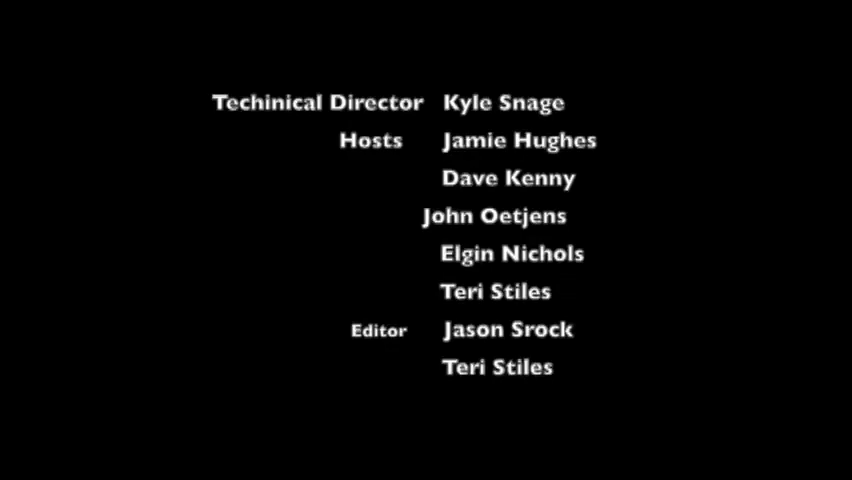 Techinical Director Kyle Snage
Hosts Jamie Hughes
Dave Kenny
John Oetjens
Elgin Nichols
Teri Stiles
Editor Jason Srock
Teri Stiles